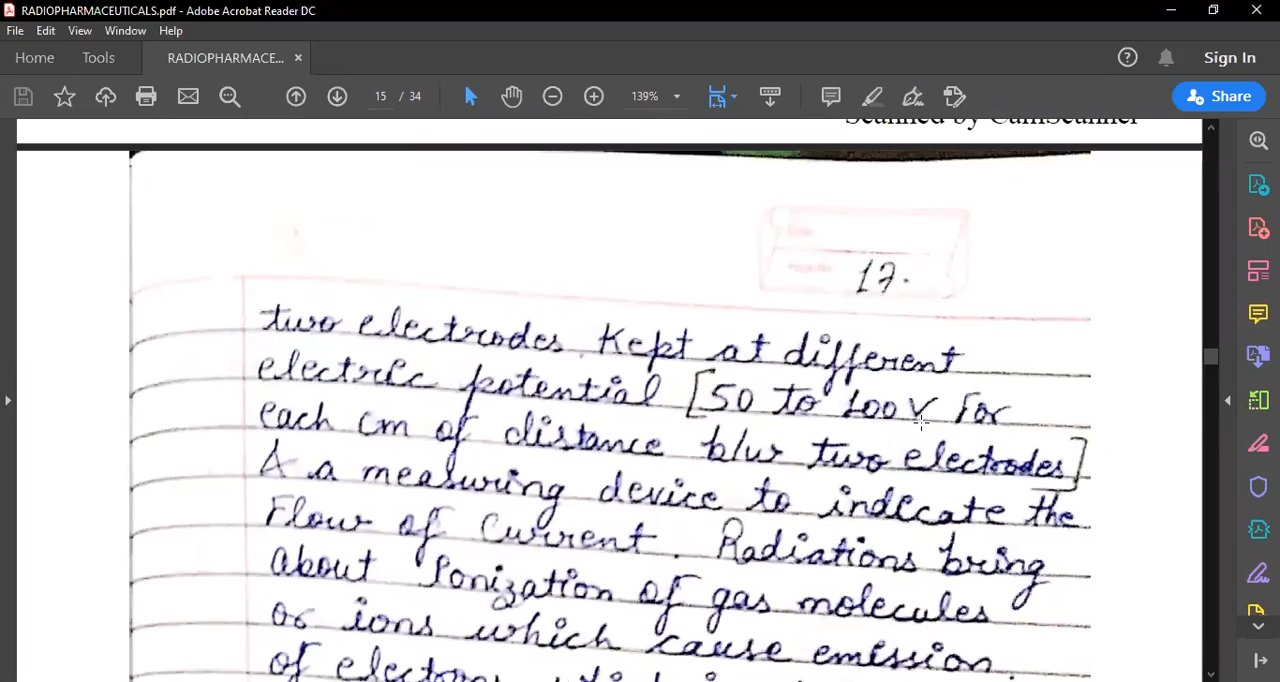 RADIOPHARMACEUTICALS.pdf - Adobe Acrobat Reader DC
File Edit View Window Help
Home Tools RADIOPHARMACE... × Sign In
15 / 34 139% Share
Scanned by CamScanner
17.
two electrodes Kept at different
electric potential [50 to 100 V For
each cm of distance b/w two electrodes]
& a measuring device to indicate the
Flow of Current. Radiations bring
about Ionization of gas molecules
or ions which cause emission
of electrons